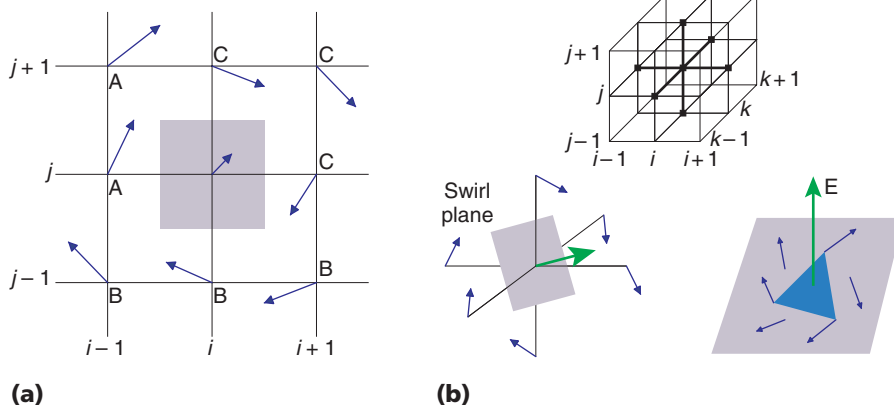 j + 1
A
C
C
j
A
C
j - 1
B
B
B
i - 1
i
i + 1
(a)
j + 1
j
j - 1
i - 1
i
i + 1
k - 1
k
k + 1
Swirl
plane
E
(b)